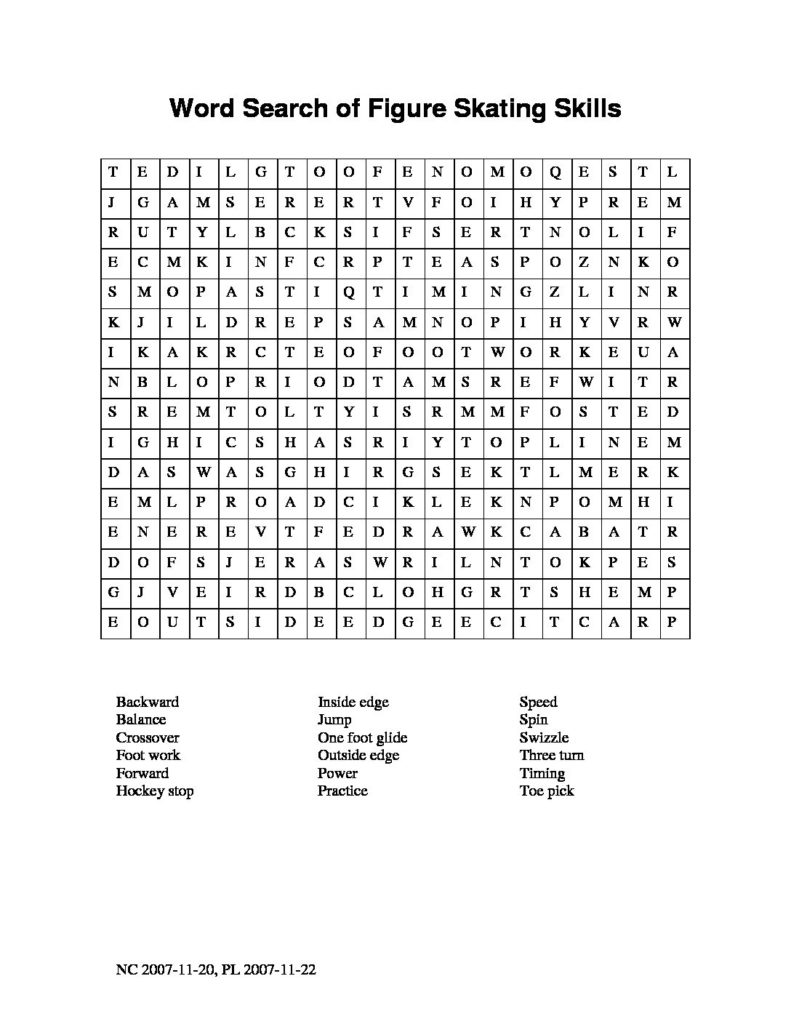 Word Search of Figure Skating Skills
T E D I L G T O O F E N O M O Q E S T L
J G A M S E R E R T V F O I H Y P R E M
R U T Y L B C K S I F S E R T N O L I F
E C M K I N F C R P T E A S P O Z N K O
S M O P A S T I Q T I M I N G Z L I N R
K J I L D R E P S A M N O P I H Y V R W
I K A K R C T E O F O O T W O R K E U A
N B L O P R I O D T A M S R E F W I T R
S R E M T O L T Y I S R M M F O S T E D
I G H I C S H A S R I Y T O P L I N E M
D A S W A S G H I R G S E K T L M E R K
E M L P R O A D C I K L E K N P O M H I
E N E R E V T F E D R A W K C A B A T R
D O F S J E R A S W R I L N T O K P E S
G J V E I R D B C L O H G R T S H E M P
E O U T S I D E E D G E E C I T C A R P
Backward Inside edge Speed
Balance Jump Spin
Crossover One foot glide Swizzle
Foot work Outside edge Three turn
Forward Power Timing
Hockey stop Practice Toe pick
NC 2007-11-20, PL 2007-11-22